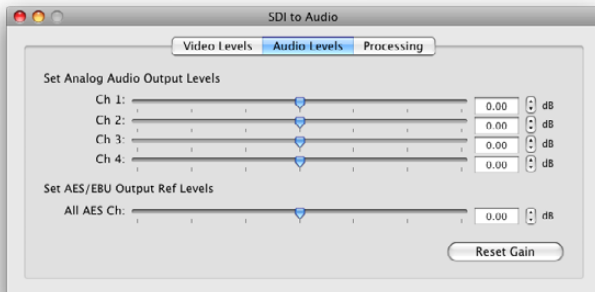 SDI to Audio
Video Levels Audio Levels Processing
Set Analog Audio Output Levels
Ch 1: 0.00 dB
Ch 2: 0.00 dB
Ch 3: 0.00 dB
Ch 4: 0.00 dB
Set AES/EBU Output Ref Levels
All AES Ch: 0.00 dB
Reset Gain